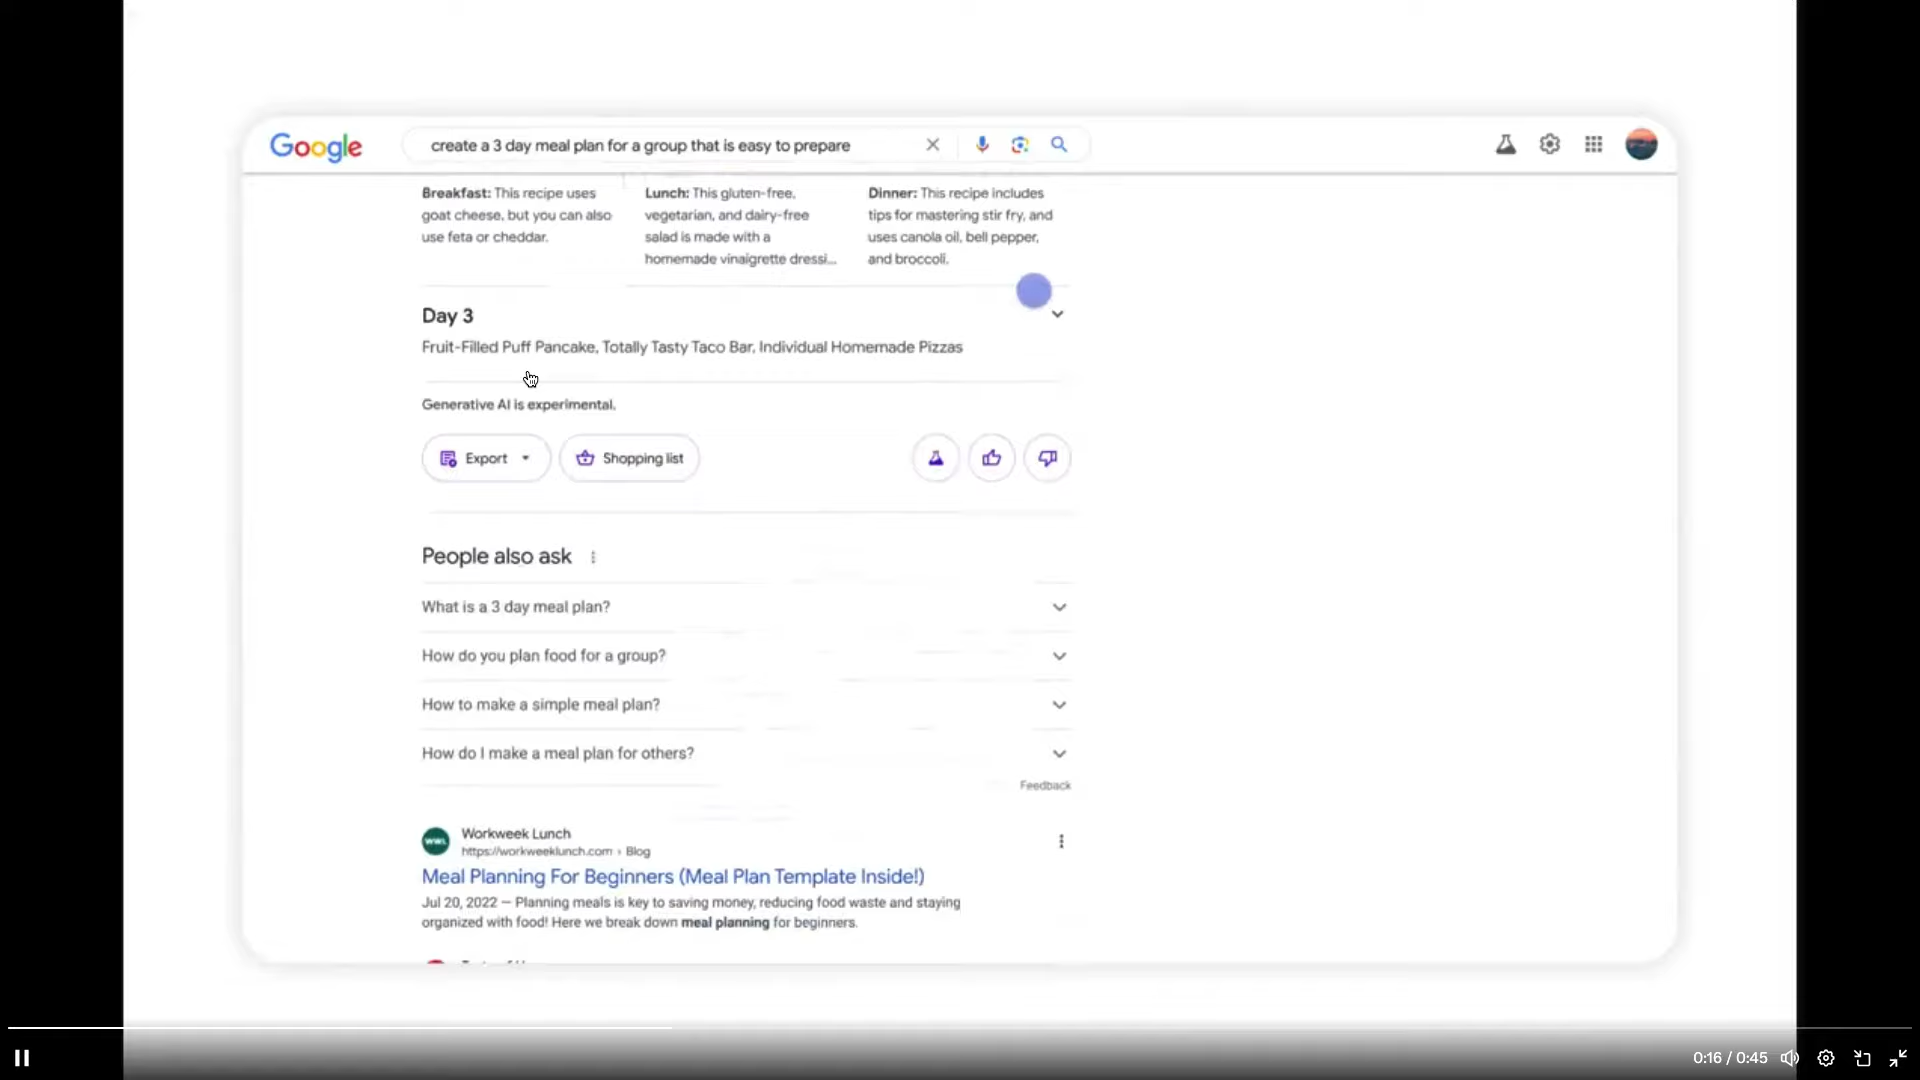 Google
create a 3 day meal plan for a group that is easy to prepare
Breakfast: This recipe uses
goat cheese, but you can also
use feta or cheddar.
Lunch: This gluten-free,
vegetarian, and dairy-free
salad is made with a
homemade vinaigrette dressi...
Dinner: This recipe includes
tips for mastering stir fry, and
uses canola oil, bell pepper,
and broccoli.
Day 3
Fruit-Filled Puff Pancake, Totally Tasty Taco Bar, Individual Homemade Pizzas
Generative AI is experimental.
Export
Shopping list
People also ask
What is a 3 day meal plan?
How do you plan food for a group?
How to make a simple meal plan?
How do I make a meal plan for others?
Feedback
WWL
Workweek Lunch
https://workweeklunch.com › Blog
Meal Planning For Beginners (Meal Plan Template Inside!)
Jul 20, 2022 — Planning meals is key to saving money, reducing food waste and staying
organized with food! Here we break down meal planning for beginners.
0:16 / 0:45